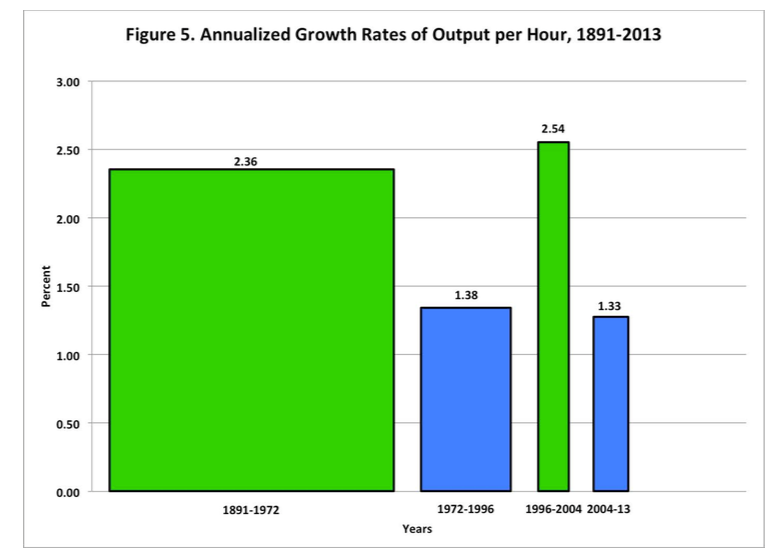 Figure 5. Annualized Growth Rates of Output per Hour, 1891-2013
3.00
2.54
2.50
2.36
2.00
Percent
1.50
1.38
1.33
1.00
0.50
0.00
1891-1972 1972-1996 1996-2004 2004-13
Years